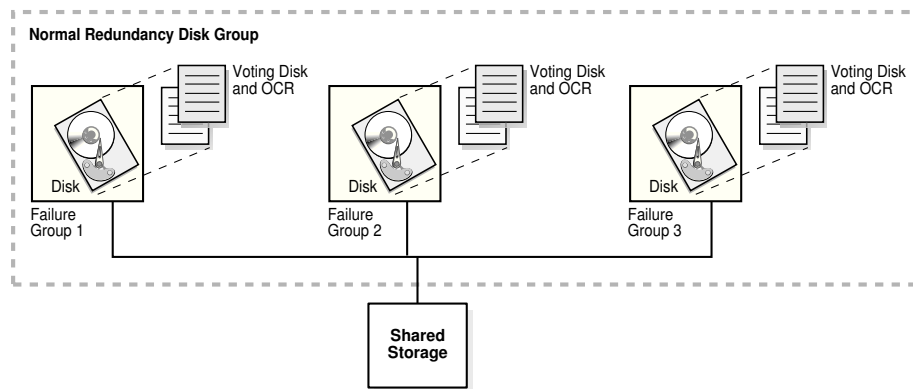 Normal Redundancy Disk Group
Voting Disk
and OCR
Disk
Failure
Group 1
Voting Disk
and OCR
Disk
Failure
Group 2
Voting Disk
and OCR
Disk
Failure
Group 3
Shared
Storage